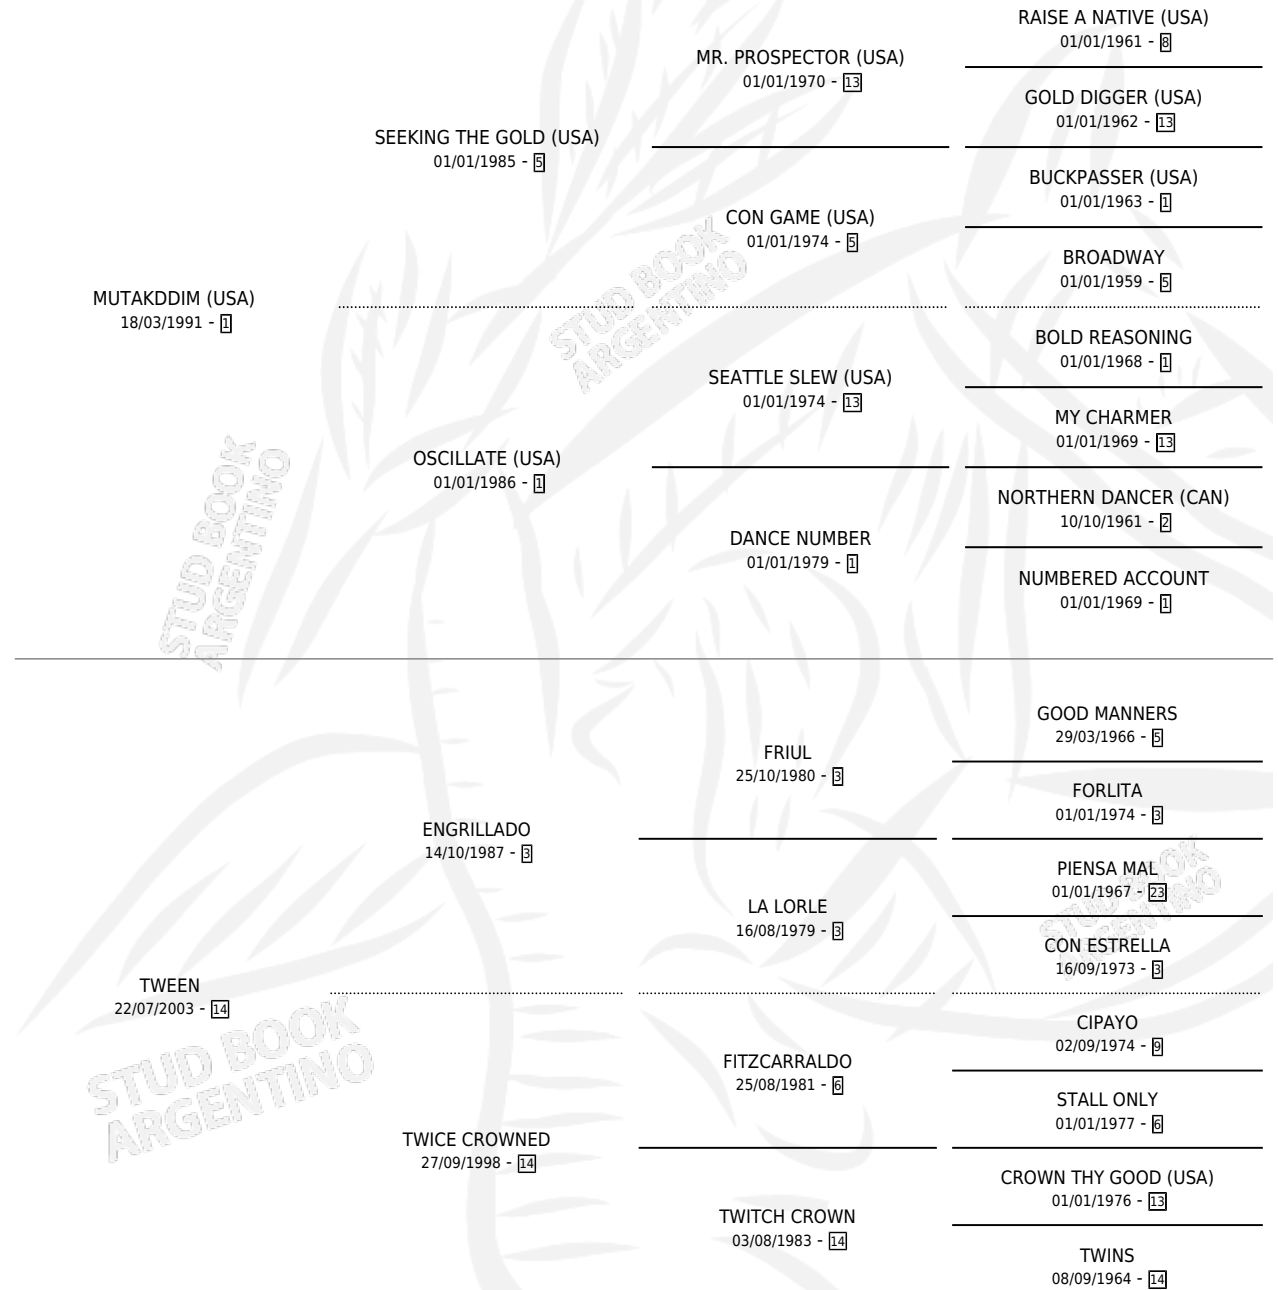 RAISE A NATIVE (USA)
01/01/1961 - 8
MR. PROSPECTOR (USA)
01/01/1970 - 13
GOLD DIGGER (USA)
01/01/1962 - 13
SEEKING THE GOLD (USA)
01/01/1985 - 5
BUCKPASSER (USA)
01/01/1963 - 1
CON GAME (USA)
01/01/1974 - 5
BROADWAY
01/01/1959 - 5
MUTAKDDIM (USA)
18/03/1991 - 1
BOLD REASONING
01/01/1968 - 1
SEATTLE SLEW (USA)
01/01/1974 - 13
MY CHARMER
01/01/1969 - 13
OSCILLATE (USA)
01/01/1986 - 1
NORTHERN DANCER (CAN)
10/10/1961 - 2
DANCE NUMBER
01/01/1979 - 1
NUMBERED ACCOUNT
01/01/1969 - 1
STUD BOOK
ARGENTINO
STUD BOOK
ARGENTINO
GOOD MANNERS
29/03/1966 - 5
FRIUL
25/10/1980 - 3
FORLITA
01/01/1974 - 3
ENGRILLADO
14/10/1987 - 3
PIENSA MAL
01/01/1967 - 23
LA LORLE
16/08/1979 - 3
CON ESTRELLA
16/09/1973 - 3
STUD BOOK
ARGENTINO
TWEEN
22/07/2003 - 14
CIPAYO
02/09/1974 - 9
FITZCARRALDO
25/08/1981 - 6
STALL ONLY
01/01/1977 - 6
STUD BOOK
ARGENTINO
TWICE CROWNED
27/09/1998 - 14
CROWN THY GOOD (USA)
01/01/1976 - 13
TWITCH CROWN
03/08/1983 - 14
TWINS
08/09/1964 - 14